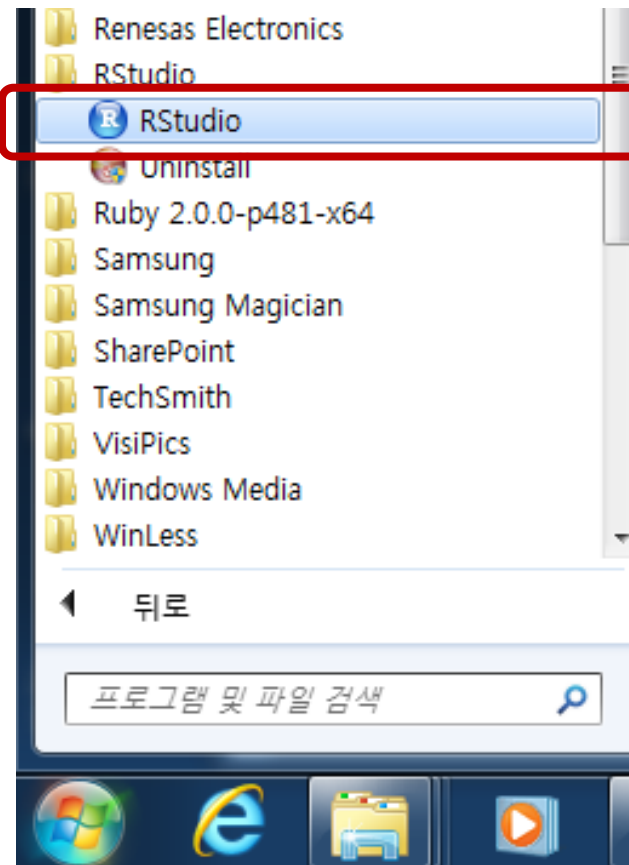 Renesas Electronics
RStudio
R RStudio
Uninstall
Ruby 2.0.0-p481-x64
Samsung
Samsung Magician
SharePoint
TechSmith
VisiPics
Windows Media
WinLess
뒤로
프로그램 및 파일 검색